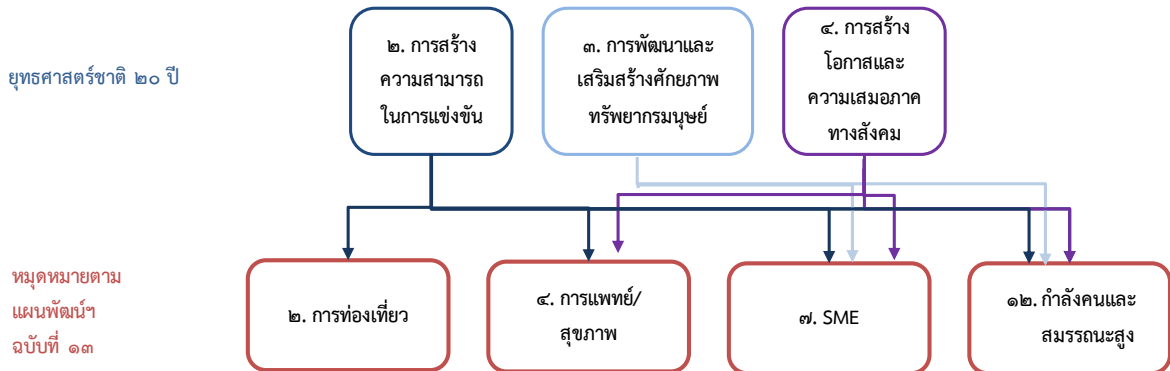 ยุทธศาสตร์ชาติ ๒๐ ปี
๒. การสร้าง
ความสามารถ
ในการแข่งขัน
๓. การพัฒนาและ
เสริมสร้างศักยภาพ
ทรัพยากรมนุษย์
๔. การสร้าง
โอกาสและ
ความเสมอภาค
ทางสังคม
หมุดหมายตาม
แผนพัฒน์ฯ
ฉบับที่ ๑๓
๒. การท่องเที่ยว
๔. การแพทย์/
สุขภาพ
๗. SME
๑๒. กำลังคนและ
สมรรถนะสูง